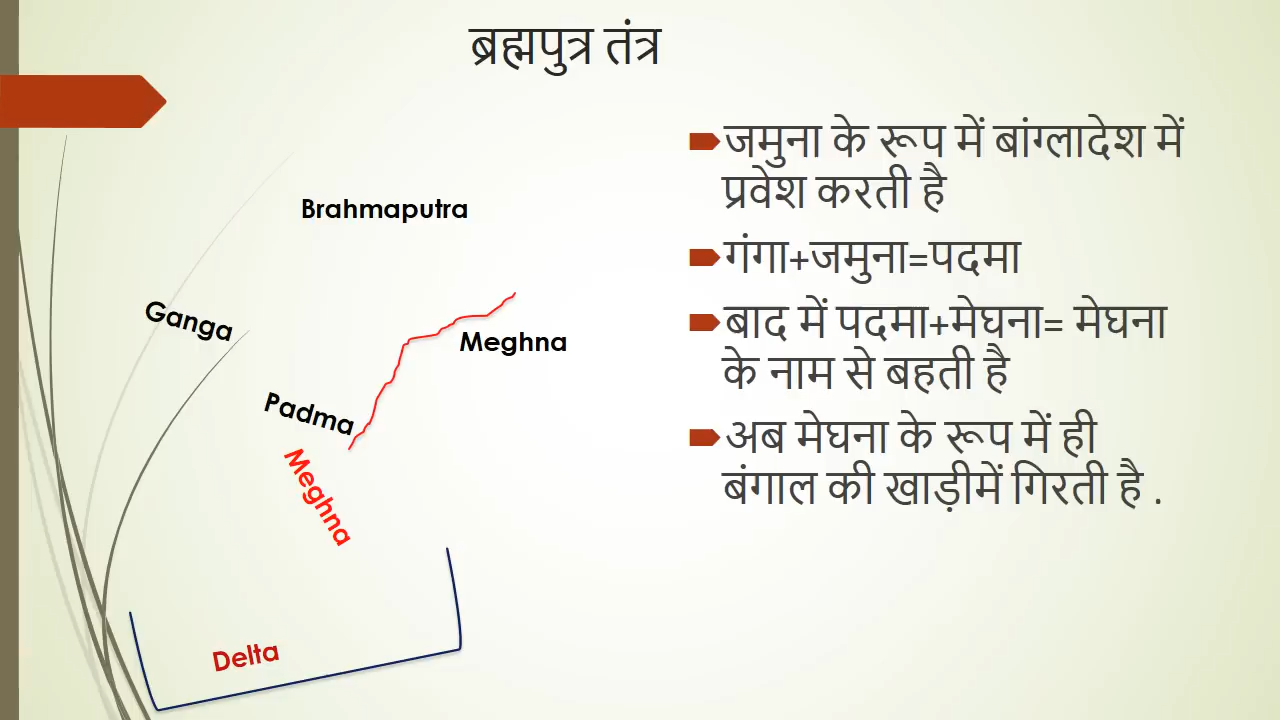 ब्रह्मपुत्र तंत्र
जमुना के रूप में बांग्लादेश में
प्रवेश करती है
गंगा+जमुना=पदमा
बाद में पदमा+मेघना= मेघना
के नाम से बहती है
अब मेघना के रूप में ही
बंगाल की खाड़ीमें गिरती है .
Brahmaputra
Ganga
Meghna
Padma
Meghna
Delta